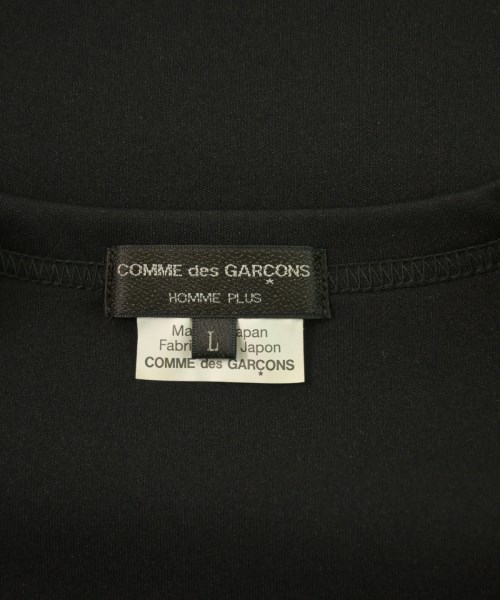 COMME des GARÇONS
HOMME PLUS
L
Ma apan
Fabri Japon
COMME des GARÇONS